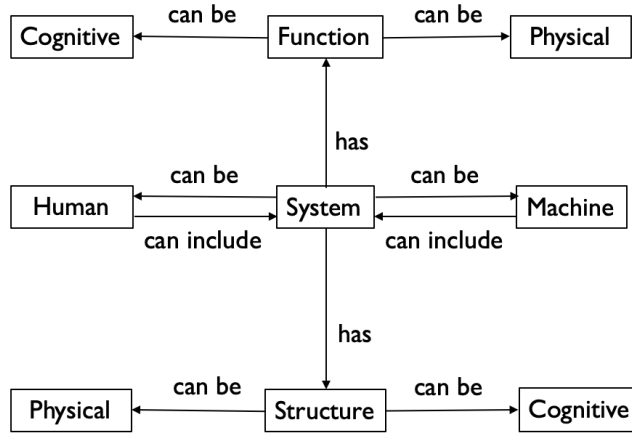 can be
can be
Cognitive
Function
Physical
has
can be
can be
Human
System
Machine
can include
can include
has
can be
can be
Physical
Structure
Cognitive